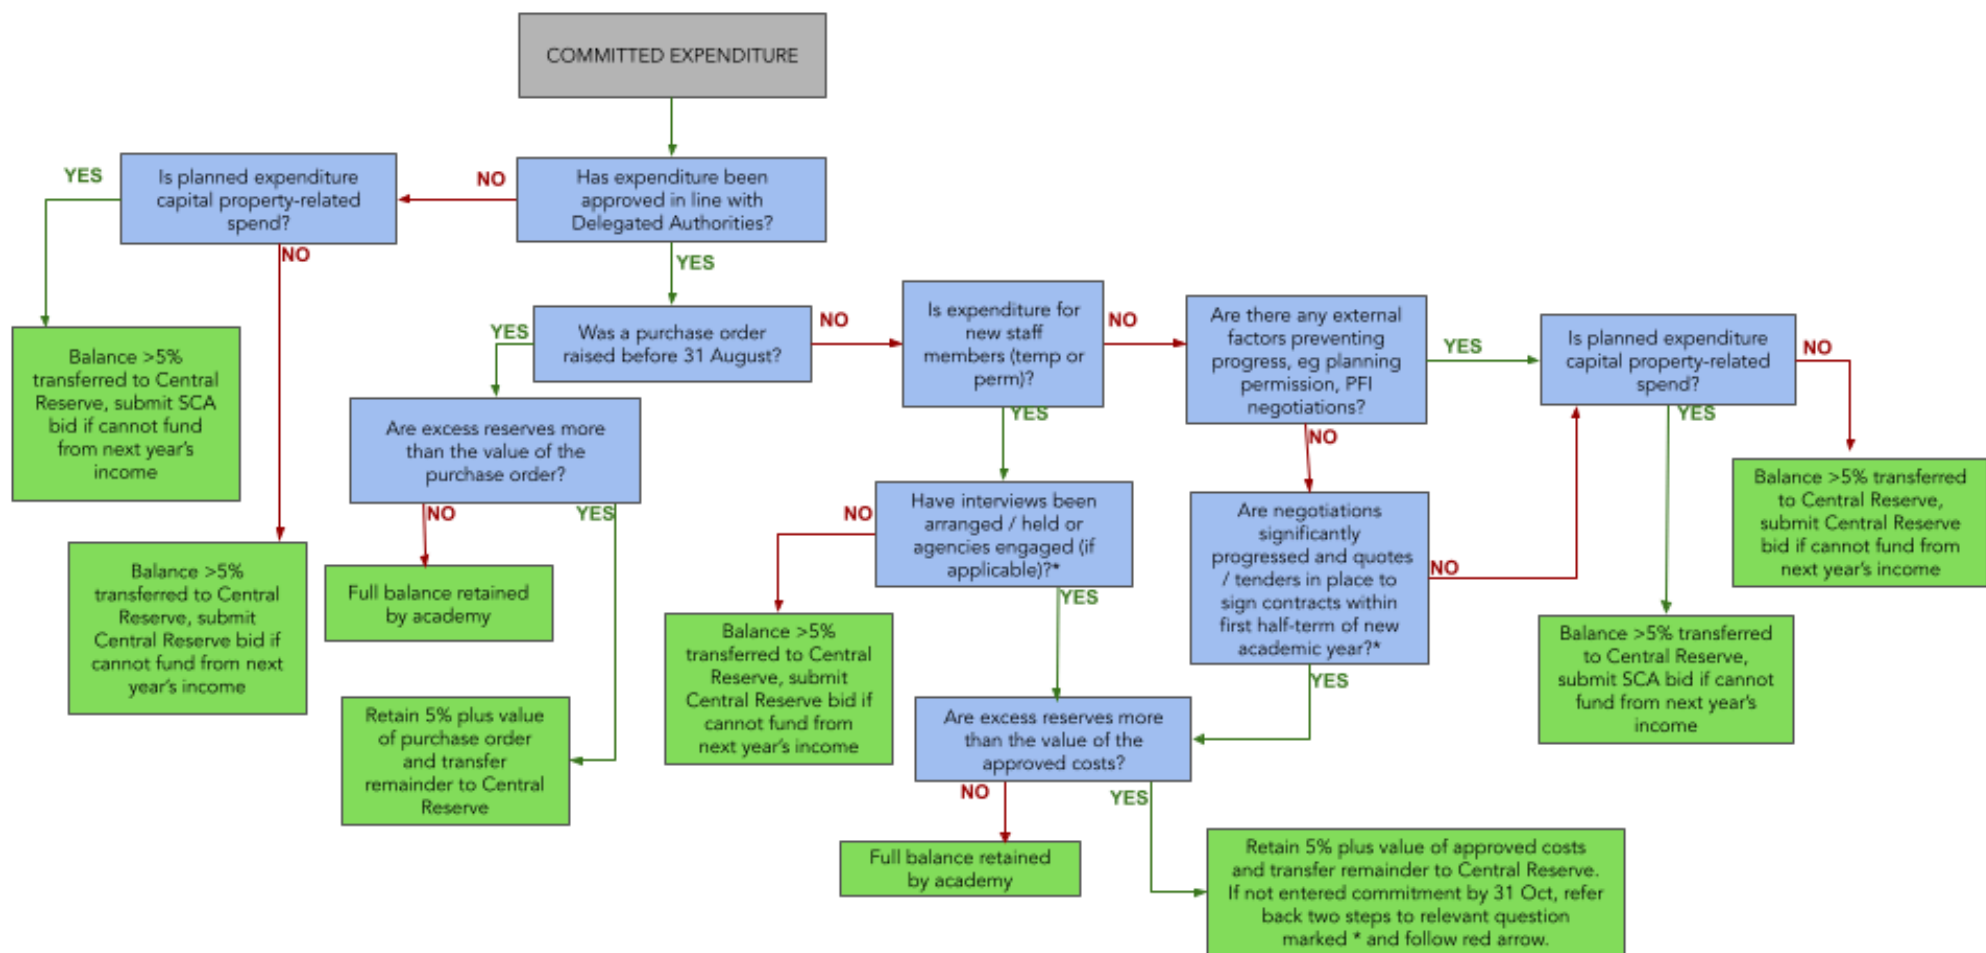 COMMITTED EXPENDITURE
YES
Is planned expenditure
capital property-related
spend?
NO
Has expenditure been
approved in line with
Delegated Authorities?
NO
YES
Balance >5%
transferred to Central
Reserve, submit SCA
bid if cannot fund
from next year's
income
Balance >5%
transferred to Central
Reserve, submit
Central Reserve bid if
cannot fund from next
year's income
YES
Was a purchase order
raised before 31 August?
NO
Is expenditure for
new staff
members (temp or
perm)?
NO
Are there any external
factors preventing
progress, eg planning
permission, PFI
negotiations?
YES
Is planned expenditure
capital property-related
spend?
NO
Are excess reserves more
than the value of the
purchase order?
NO
YES
Full balance retained
by academy
Retain 5% plus value
of purchase order
and transfer
remainder to Central
Reserve
YES
Have interviews been
arranged / held or
agencies engaged (if
applicable)?*
NO
YES
Balance >5%
transferred to Central
Reserve, submit
Central Reserve bid if
cannot fund from
next year's income
NO
Are negotiations
significantly
progressed and quotes
/ tenders in place to
sign contracts within
first half-term of new
academic year?*
NO
YES
YES
Balance >5% transferred
to Central Reserve,
submit Central Reserve
bid if cannot fund from
next year's income
Balance >5% transferred
to Central Reserve,
submit SCA bid if cannot
fund from next year's
income
Are excess reserves more
than the value of the
approved costs?
NO
YES
Full balance retained
by academy
Retain 5% plus value of approved costs
and transfer remainder to Central Reserve.
If not entered commitment by 31 Oct, refer
back two steps to relevant question
marked * and follow red arrow.